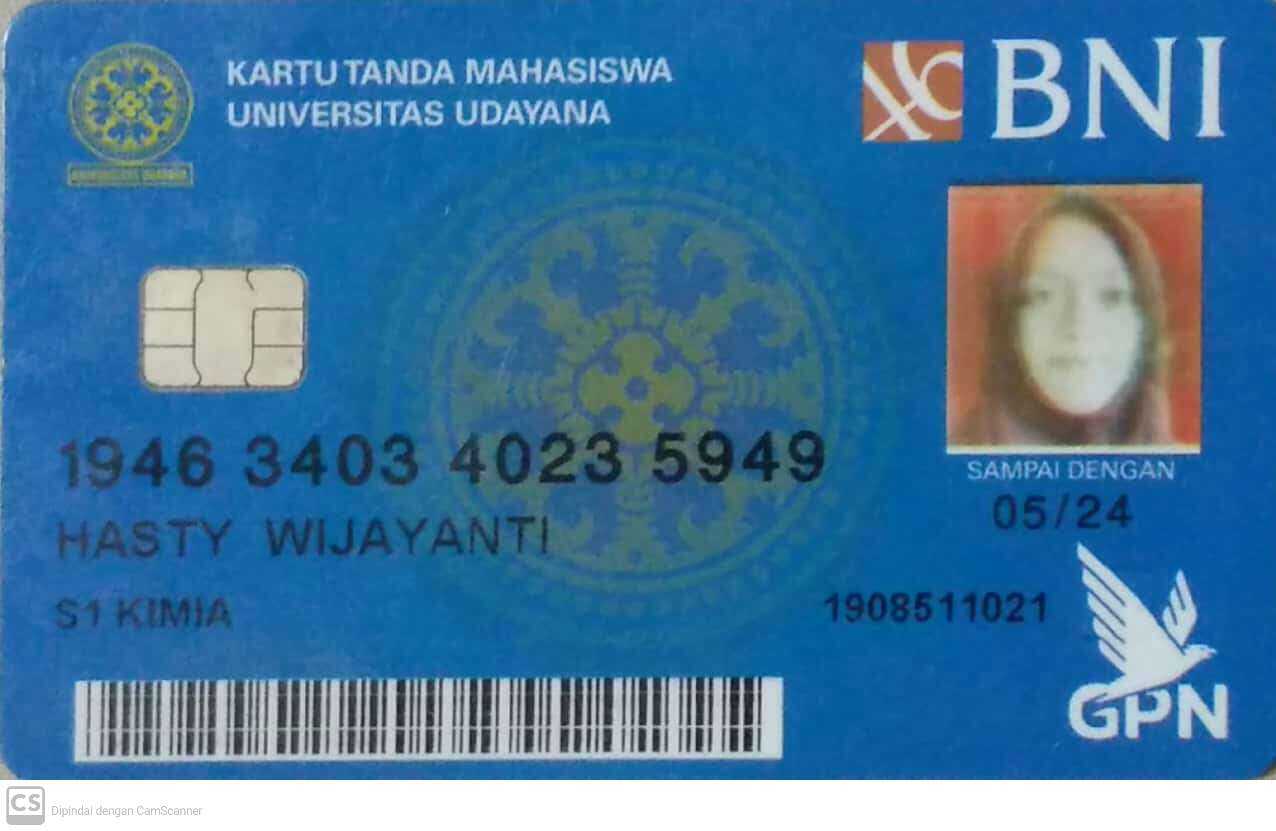 KARTU TANDA MAHASISWA
UNIVERSITAS UDAYANA
BNI
1946 3403 4023 5949
SAMPAI DENGAN
05/24
HASTY WIJAYANTI
S1 KIMIA
1908511021
GPN
CS Dipindai dengan CamScanner